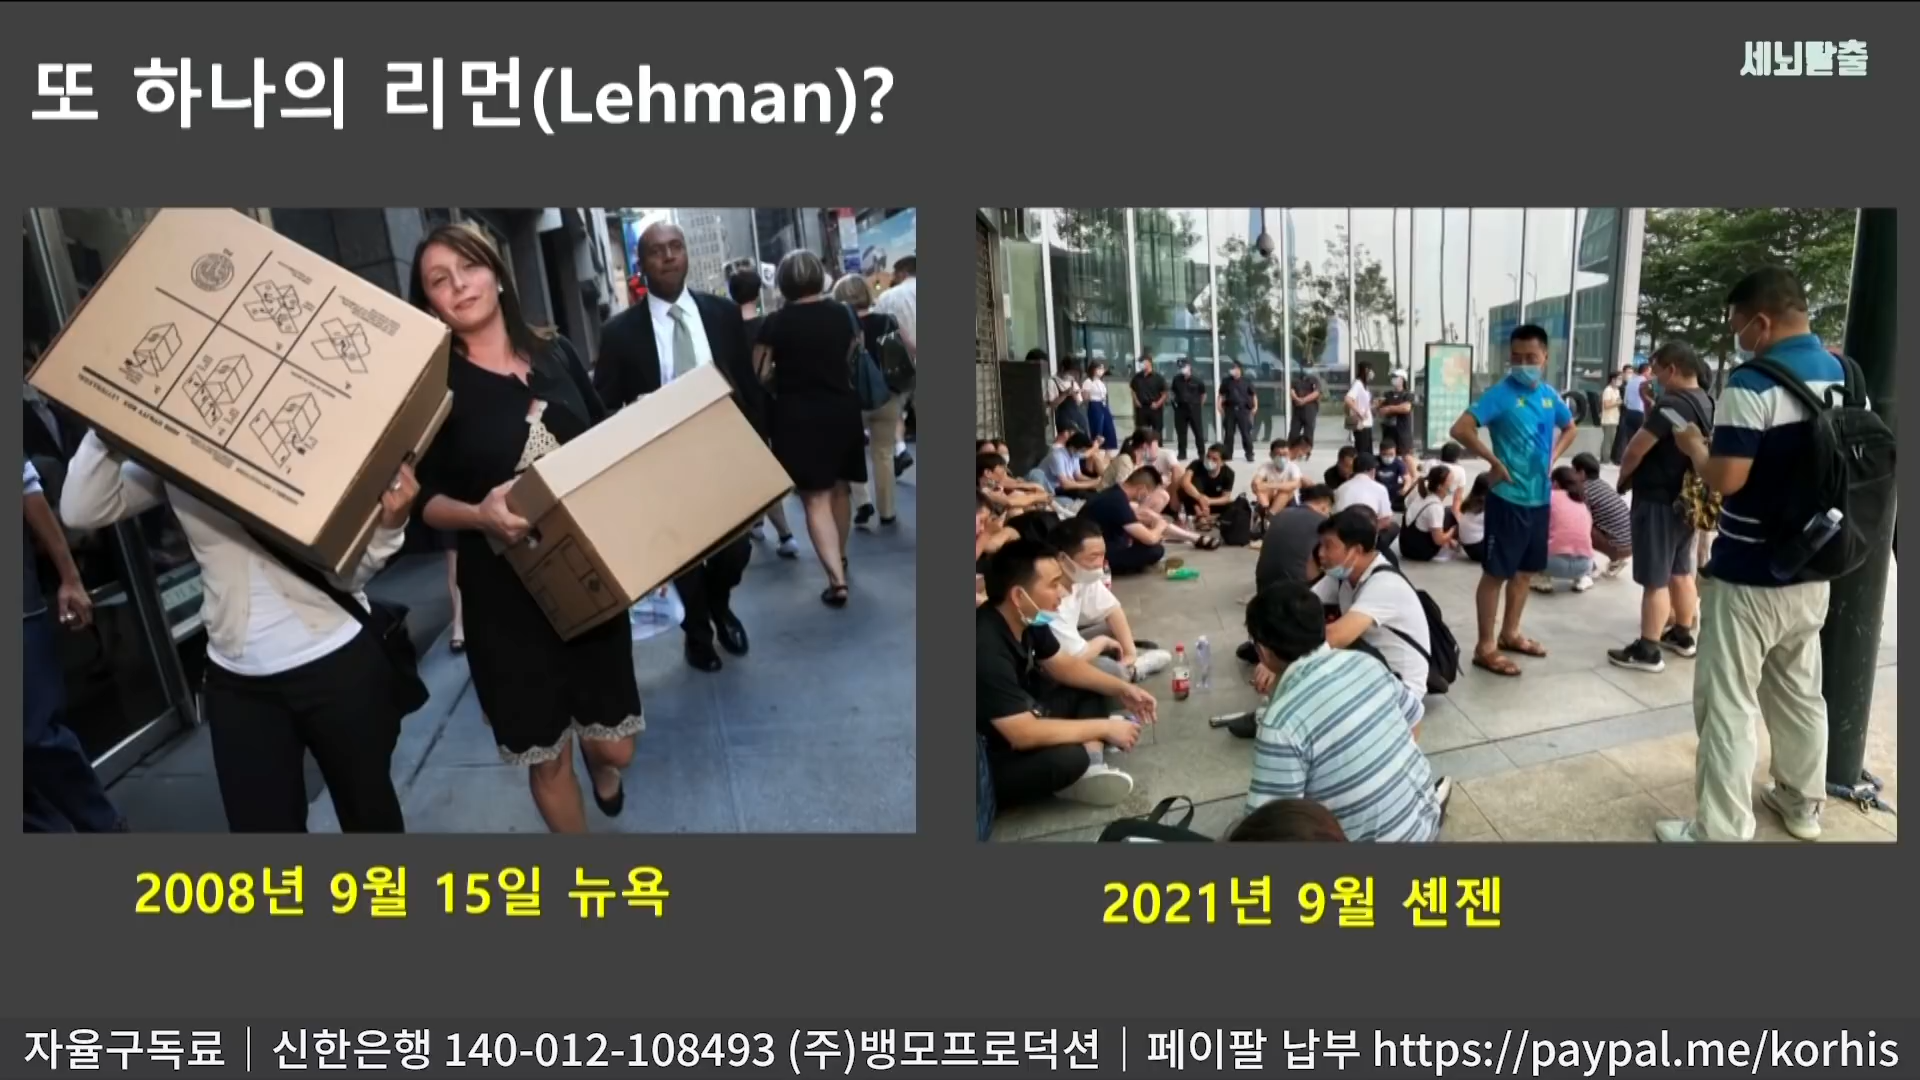 또 하나의 리먼(Lehman)?
세뇌탈출
2008년 9월 15일 뉴욕
2021년 9월 셴젠
자율구독료│신한은행 140-012-108493 (주)뱅모프로덕션│페이팔 납부 https://paypal.me/korhis